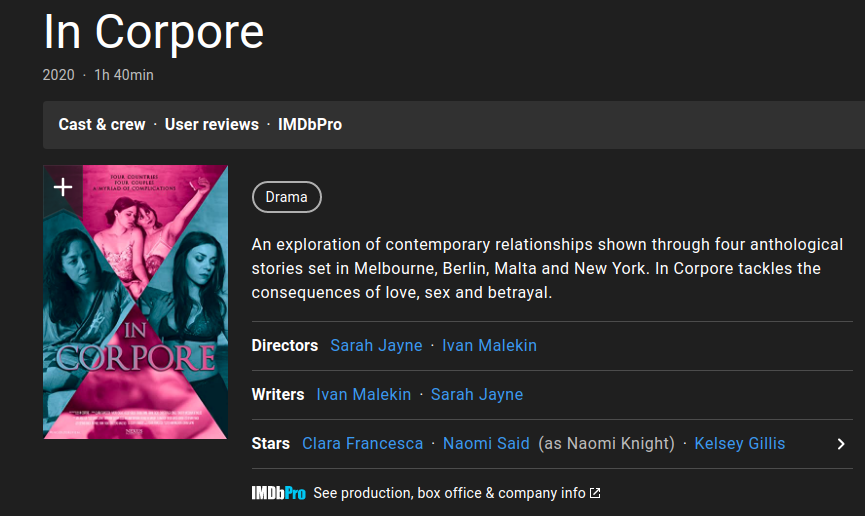 In Corpore
2020 · 1h 40min
Cast & crew · User reviews · IMDbPro
FOUR COUNTRIES
FOUR COUPLES
A MYRIAD OF COMPLICATIONS
IN
CORPORE
Drama
An exploration of contemporary relationships shown through four anthological
stories set in Melbourne, Berlin, Malta and New York. In Corpore tackles the
consequences of love, sex and betrayal.
Directors Sarah Jayne · Ivan Malekin
Writers Ivan Malekin · Sarah Jayne
Stars Clara Francesca · Naomi Said (as Naomi Knight) · Kelsey Gillis
IMDbPro See production, box office & company info